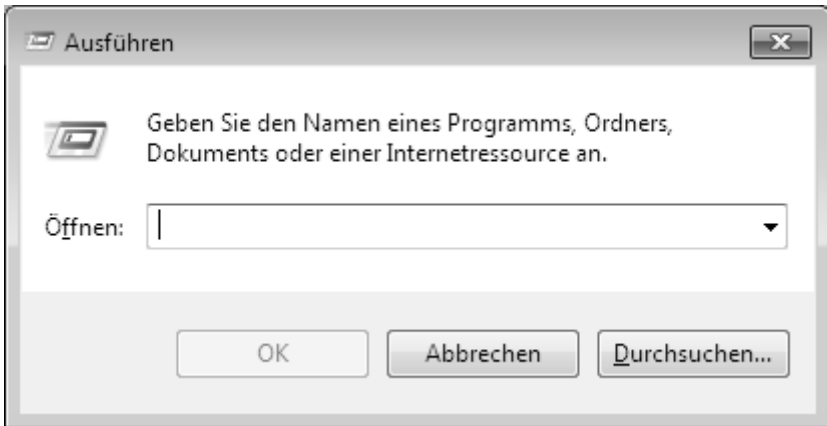 Ausführen
Geben Sie den Namen eines Programms, Ordners,
Dokuments oder einer Internetressource an.
Öffnen:
OK Abbrechen Durchsuchen...